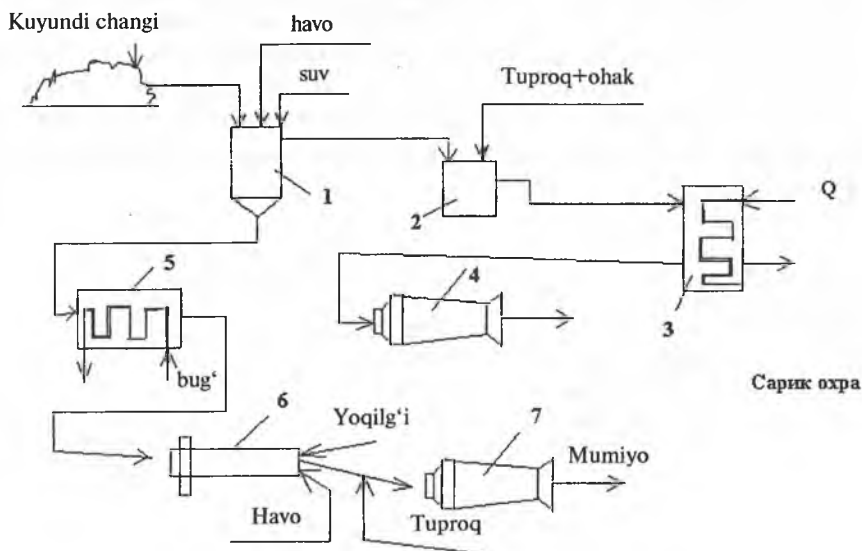 Kuyundi changi
havo
suv
Tuproq+ohak
1
2
Q
5
4
3
bug‘
Сарик охра
6
Yoqilg‘i
7
Mumiyo
Havo
Tuproq